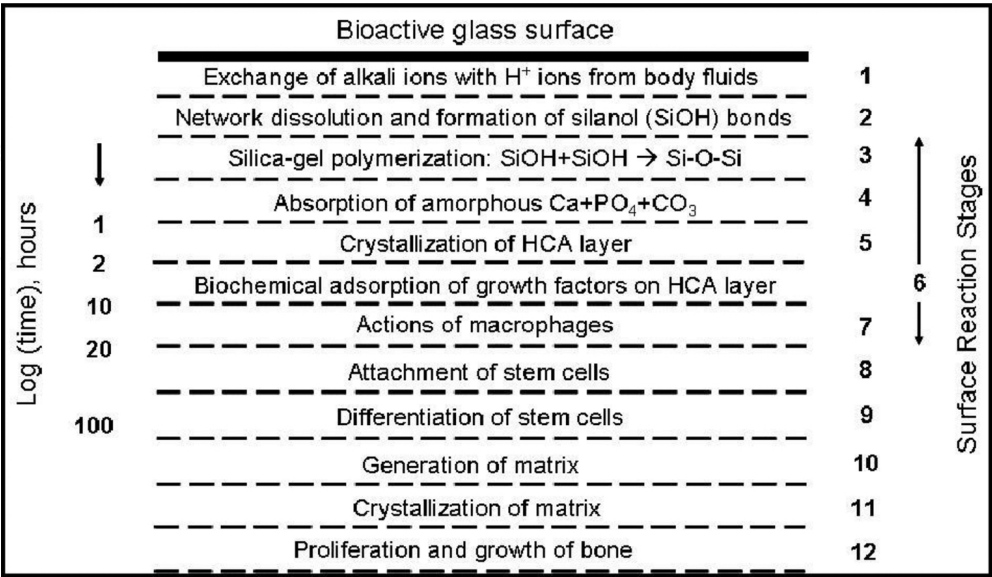 Bioactive glass surface
Exchange of alkali ions with H⁺ ions from body fluids 1
Network dissolution and formation of silanol (SiOH) bonds 2
Silica-gel polymerization: SiOH+SiOH → Si-O-Si 3
Absorption of amorphous Ca+PO₄+CO₃ 4
1
Crystallization of HCA layer 5
2
Biochemical adsorption of growth factors on HCA layer 6
10
Actions of macrophages 7
20
Attachment of stem cells 8
100
Differentiation of stem cells 9
Generation of matrix 10
Crystallization of matrix 11
Proliferation and growth of bone 12
Log (time), hours
Surface Reaction Stages